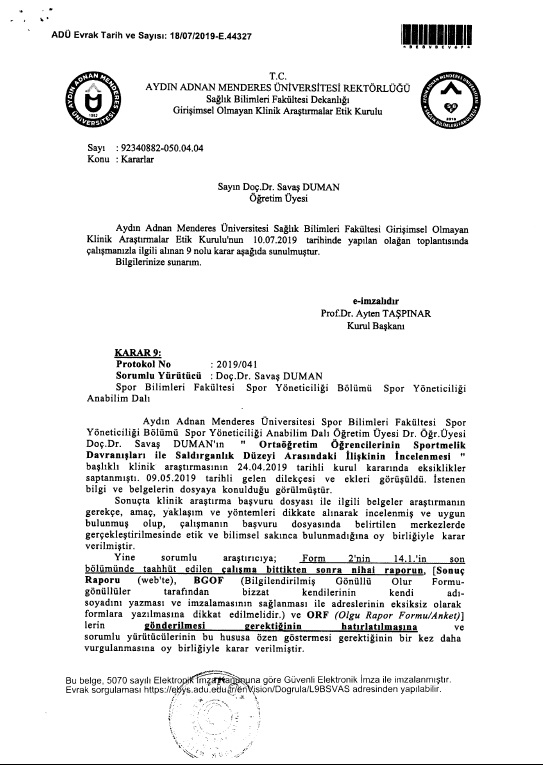 ADÜ Evrak Tarih ve Sayısı: 18/07/2019-E.44327
T.C.
AYDIN ADNAN MENDERES ÜNİVERSİTESİ REKTÖRLÜĞÜ
Sağlık Bilimleri Fakültesi Dekanlığı
Girişimsel Olmayan Klinik Araştırmalar Etik Kurulu
Sayı : 92340882-050.04.04
Konu : Kararlar
Sayın Doç.Dr. Savaş DUMAN
Öğretim Üyesi
Aydın Adnan Menderes Üniversitesi Sağlık Bilimleri Fakültesi Girişimsel Olmayan
Klinik Araştırmalar Etik Kurulu'nun 10.07.2019 tarihinde yapılan olağan toplantısında
çalışmanızla ilgili alınan 9 nolu karar aşağıda sunulmuştur.
Bilgilerinize sunarım.
e-imzalıdır
Prof.Dr. Ayten TAŞPINAR
Kurul Başkanı
KARAR 9:
Protokol No : 2019/041
Sorumlu Yürütücü : Doç.Dr. Savaş DUMAN
Spor Bilimleri Fakültesi Spor Yöneticiliği Bölümü Spor Yöneticiliği
Anabilim Dalı
Aydın Adnan Menderes Üniversitesi Spor Bilimleri Fakültesi Spor
Yöneticiliği Bölümü Spor Yöneticiliği Anabilim Dalı Öğretim Üyesi Dr. Öğr.Üyesi
Doç.Dr. Savaş DUMAN'ın " Ortaöğretim Öğrencilerinin Sportmelik
Davranışları ile Saldırganlık Düzeyi Arasındaki İlişkinin İncelenmesi "
başlıklı klinik araştırmasının 24.04.2019 tarihli kurul kararında eksiklikler
saptanmıştı. 09.05.2019 tarihli gelen dilekçesi ve ekleri görüşüldü. İstenen
bilgi ve belgelerin dosyaya konulduğu görülmüştür.
Sonuçta klinik araştırma başvuru dosyası ile ilgili belgeler araştırmanın
gerekçe, amaç, yaklaşım ve yöntemleri dikkate alınarak incelenmiş ve uygun
bulunmuş olup, çalışmanın başvuru dosyasında belirtilen merkezlerde
gerçekleştirilmesinde etik ve bilimsel sakınca bulunmadığına oy birliğiyle karar
verilmiştir.
Yine sorumlu araştırıcıya; Form 2'nin 14.1.'in son
bölümünde taahhüt edilen çalışma bittikten sonra nihai raporun, [Sonuç
Raporu (web'te), BGOF (Bilgilendirilmiş Gönüllü Olur Formu-
gönüllüler tarafından bizzat kendilerinin kendi adı-
soyadını yazması ve imzalamasının sağlanması ile adreslerinin eksiksiz olarak
formlara yazılmasına dikkat edilmelidir.) ve ORF (Olgu Rapor Formu/Anket)]
lerin gönderilmesi gerektiğinin hatırlatılmasına ve
sorumlu yürütücülerinin bu hususa özen göstermesi gerektiğinin bir kez daha
vurgulanmasına oy birliğiyle karar verilmiştir.
Bu belge, 5070 sayılı Elektronik İmza Kanununa göre Güvenli Elektronik İmza ile imzalanmıştır.
Evrak sorgulaması https://ebys.adu.edu.tr/enVision/Dogrula/L9BSVAS adresinden yapılabilir.